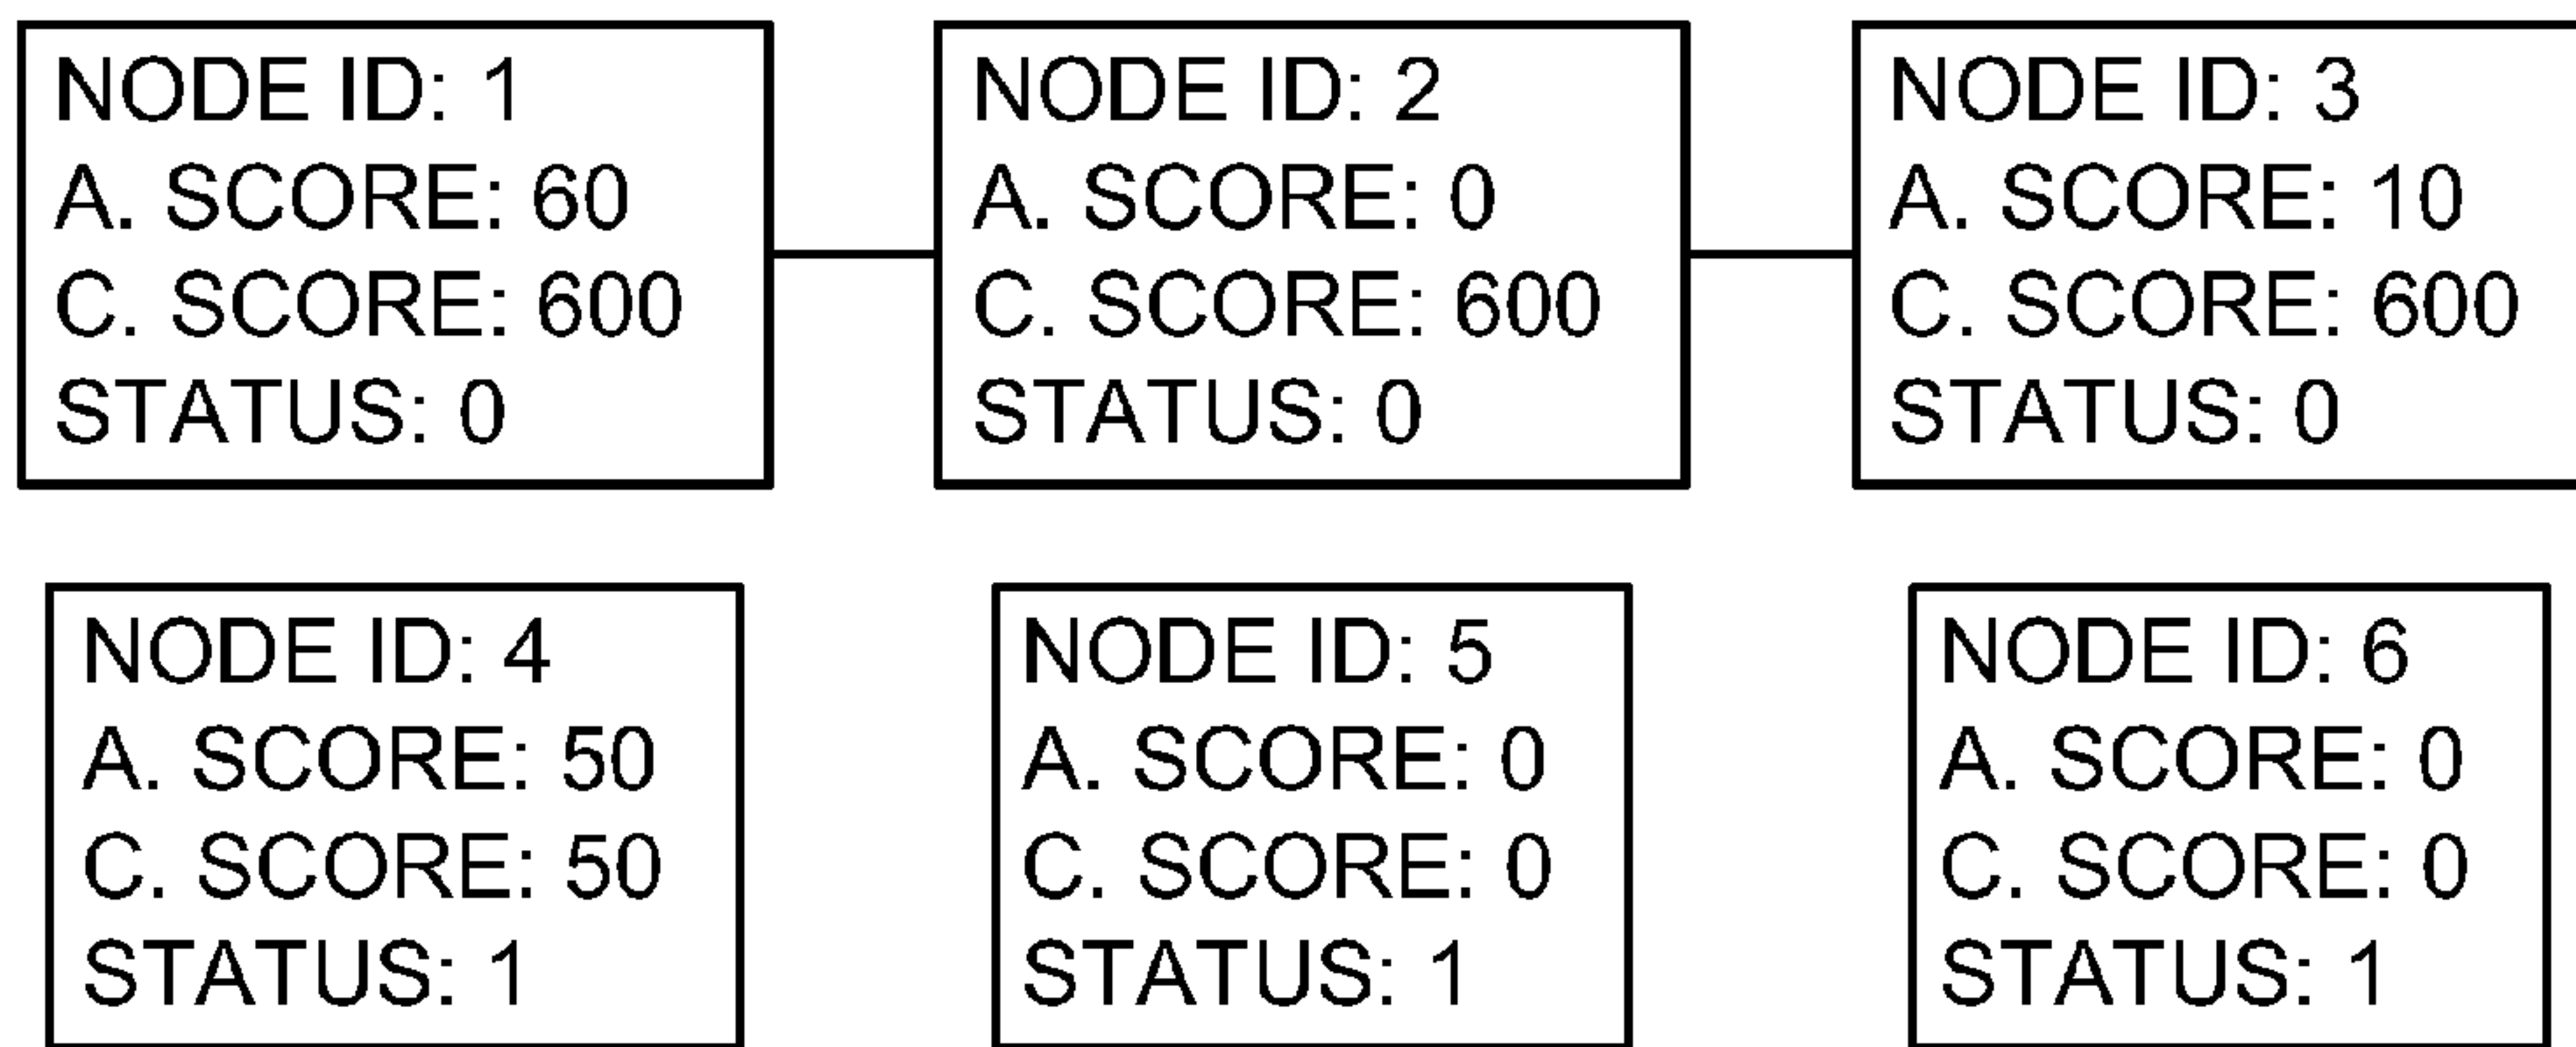 NODE ID: 1
A. SCORE: 60
C. SCORE: 600
STATUS: 0
NODE ID: 2
A. SCORE: 0
C. SCORE: 600
STATUS: 0
NODE ID: 3
A. SCORE: 10
C. SCORE: 600
STATUS: 0
NODE ID: 4
A. SCORE: 50
C. SCORE: 50
STATUS: 1
NODE ID: 5
A. SCORE: 0
C. SCORE: 0
STATUS: 1
NODE ID: 6
A. SCORE: 0
C. SCORE: 0
STATUS: 1